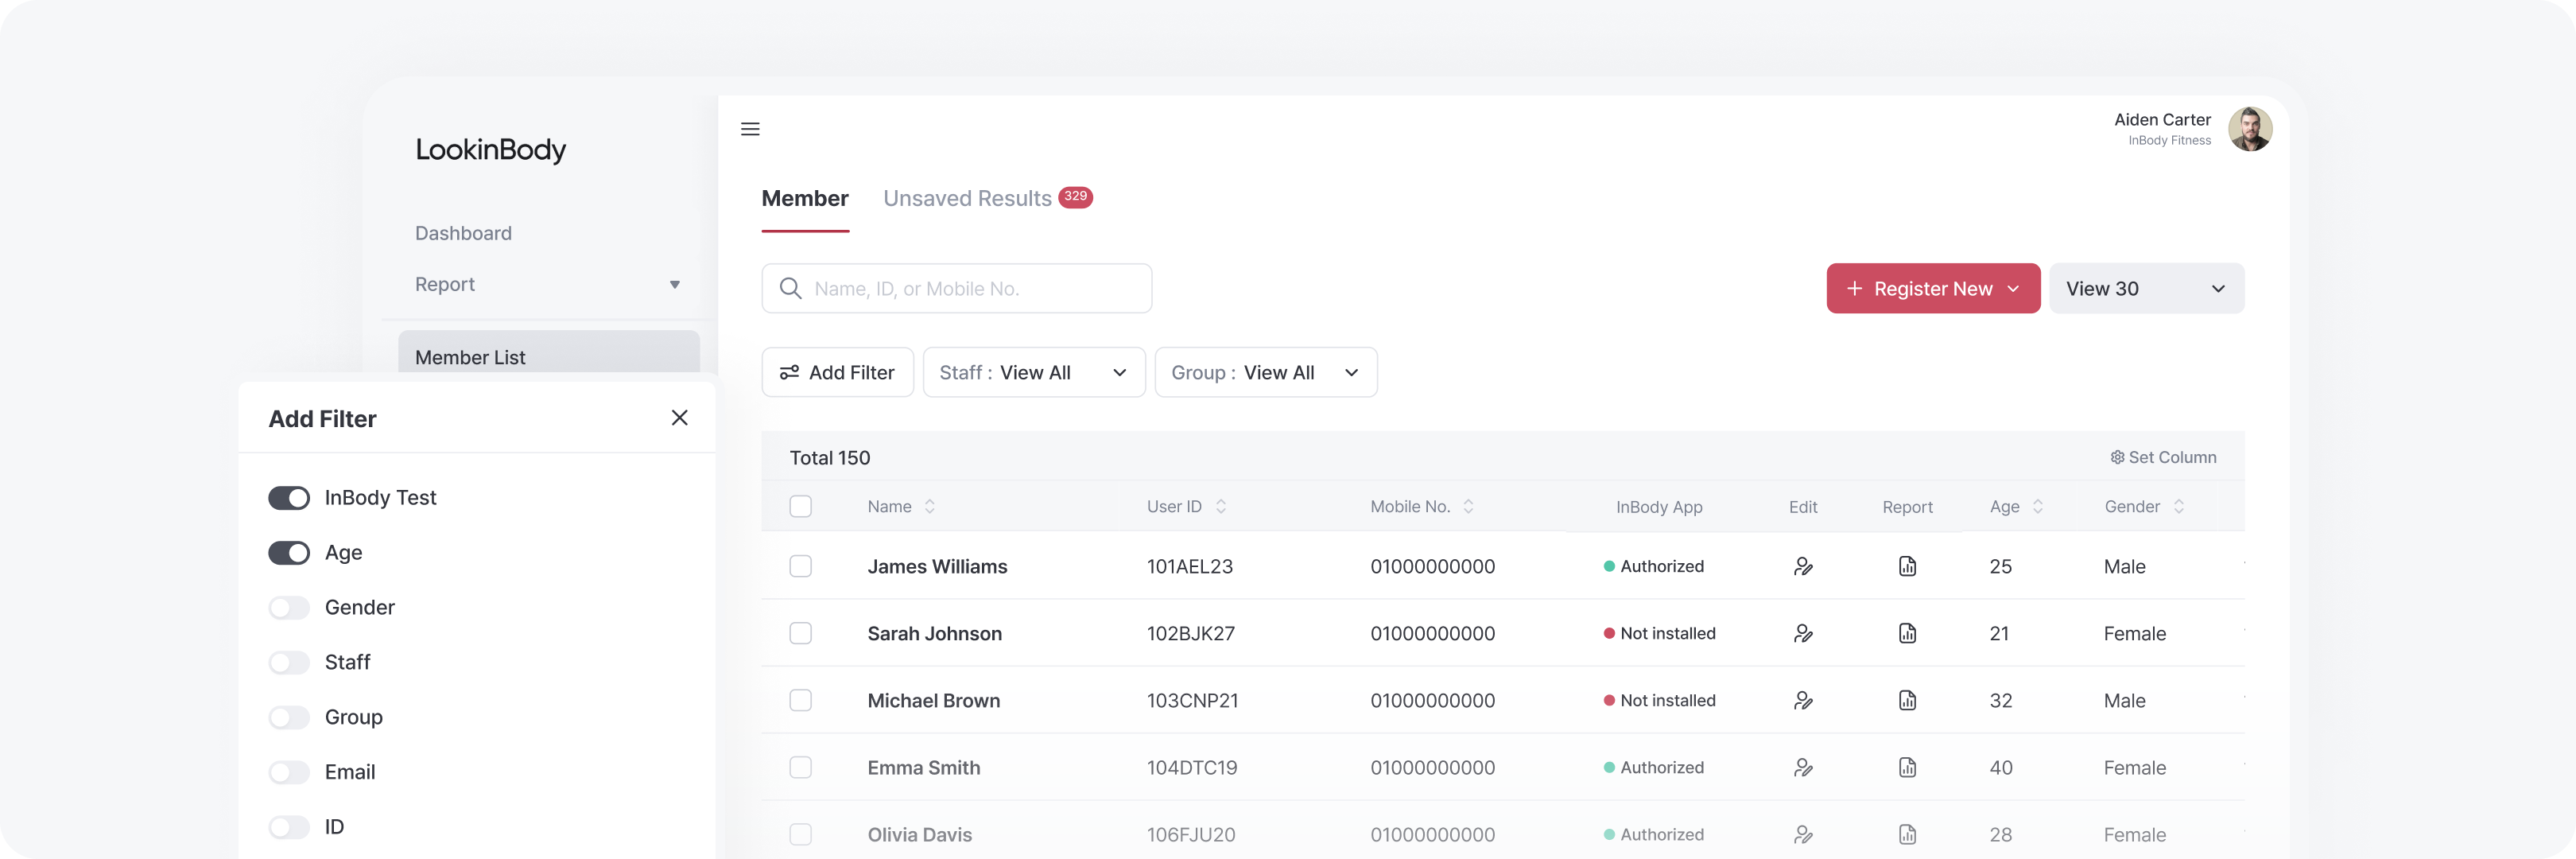 LookinBody
Dashboard
Report
Member List
Add Filter
InBody Test
Age
Gender
Staff
Group
Email
ID
Aiden Carter
InBody Fitness
Member Unsaved Results 329
Name, ID, or Mobile No.
Register New View 30
Add Filter Staff : View All Group : View All
Total 150 Set Column
Name User ID Mobile No. InBody App Edit Report Age Gender
James Williams 101AEL23 01000000000 Authorized 25 Male
Sarah Johnson 102BJK27 01000000000 Not installed 21 Female
Michael Brown 103CNP21 01000000000 Not installed 32 Male
Emma Smith 104DTC19 01000000000 Authorized 40 Female
Olivia Davis 106FJU20 01000000000 Authorized 28 Female